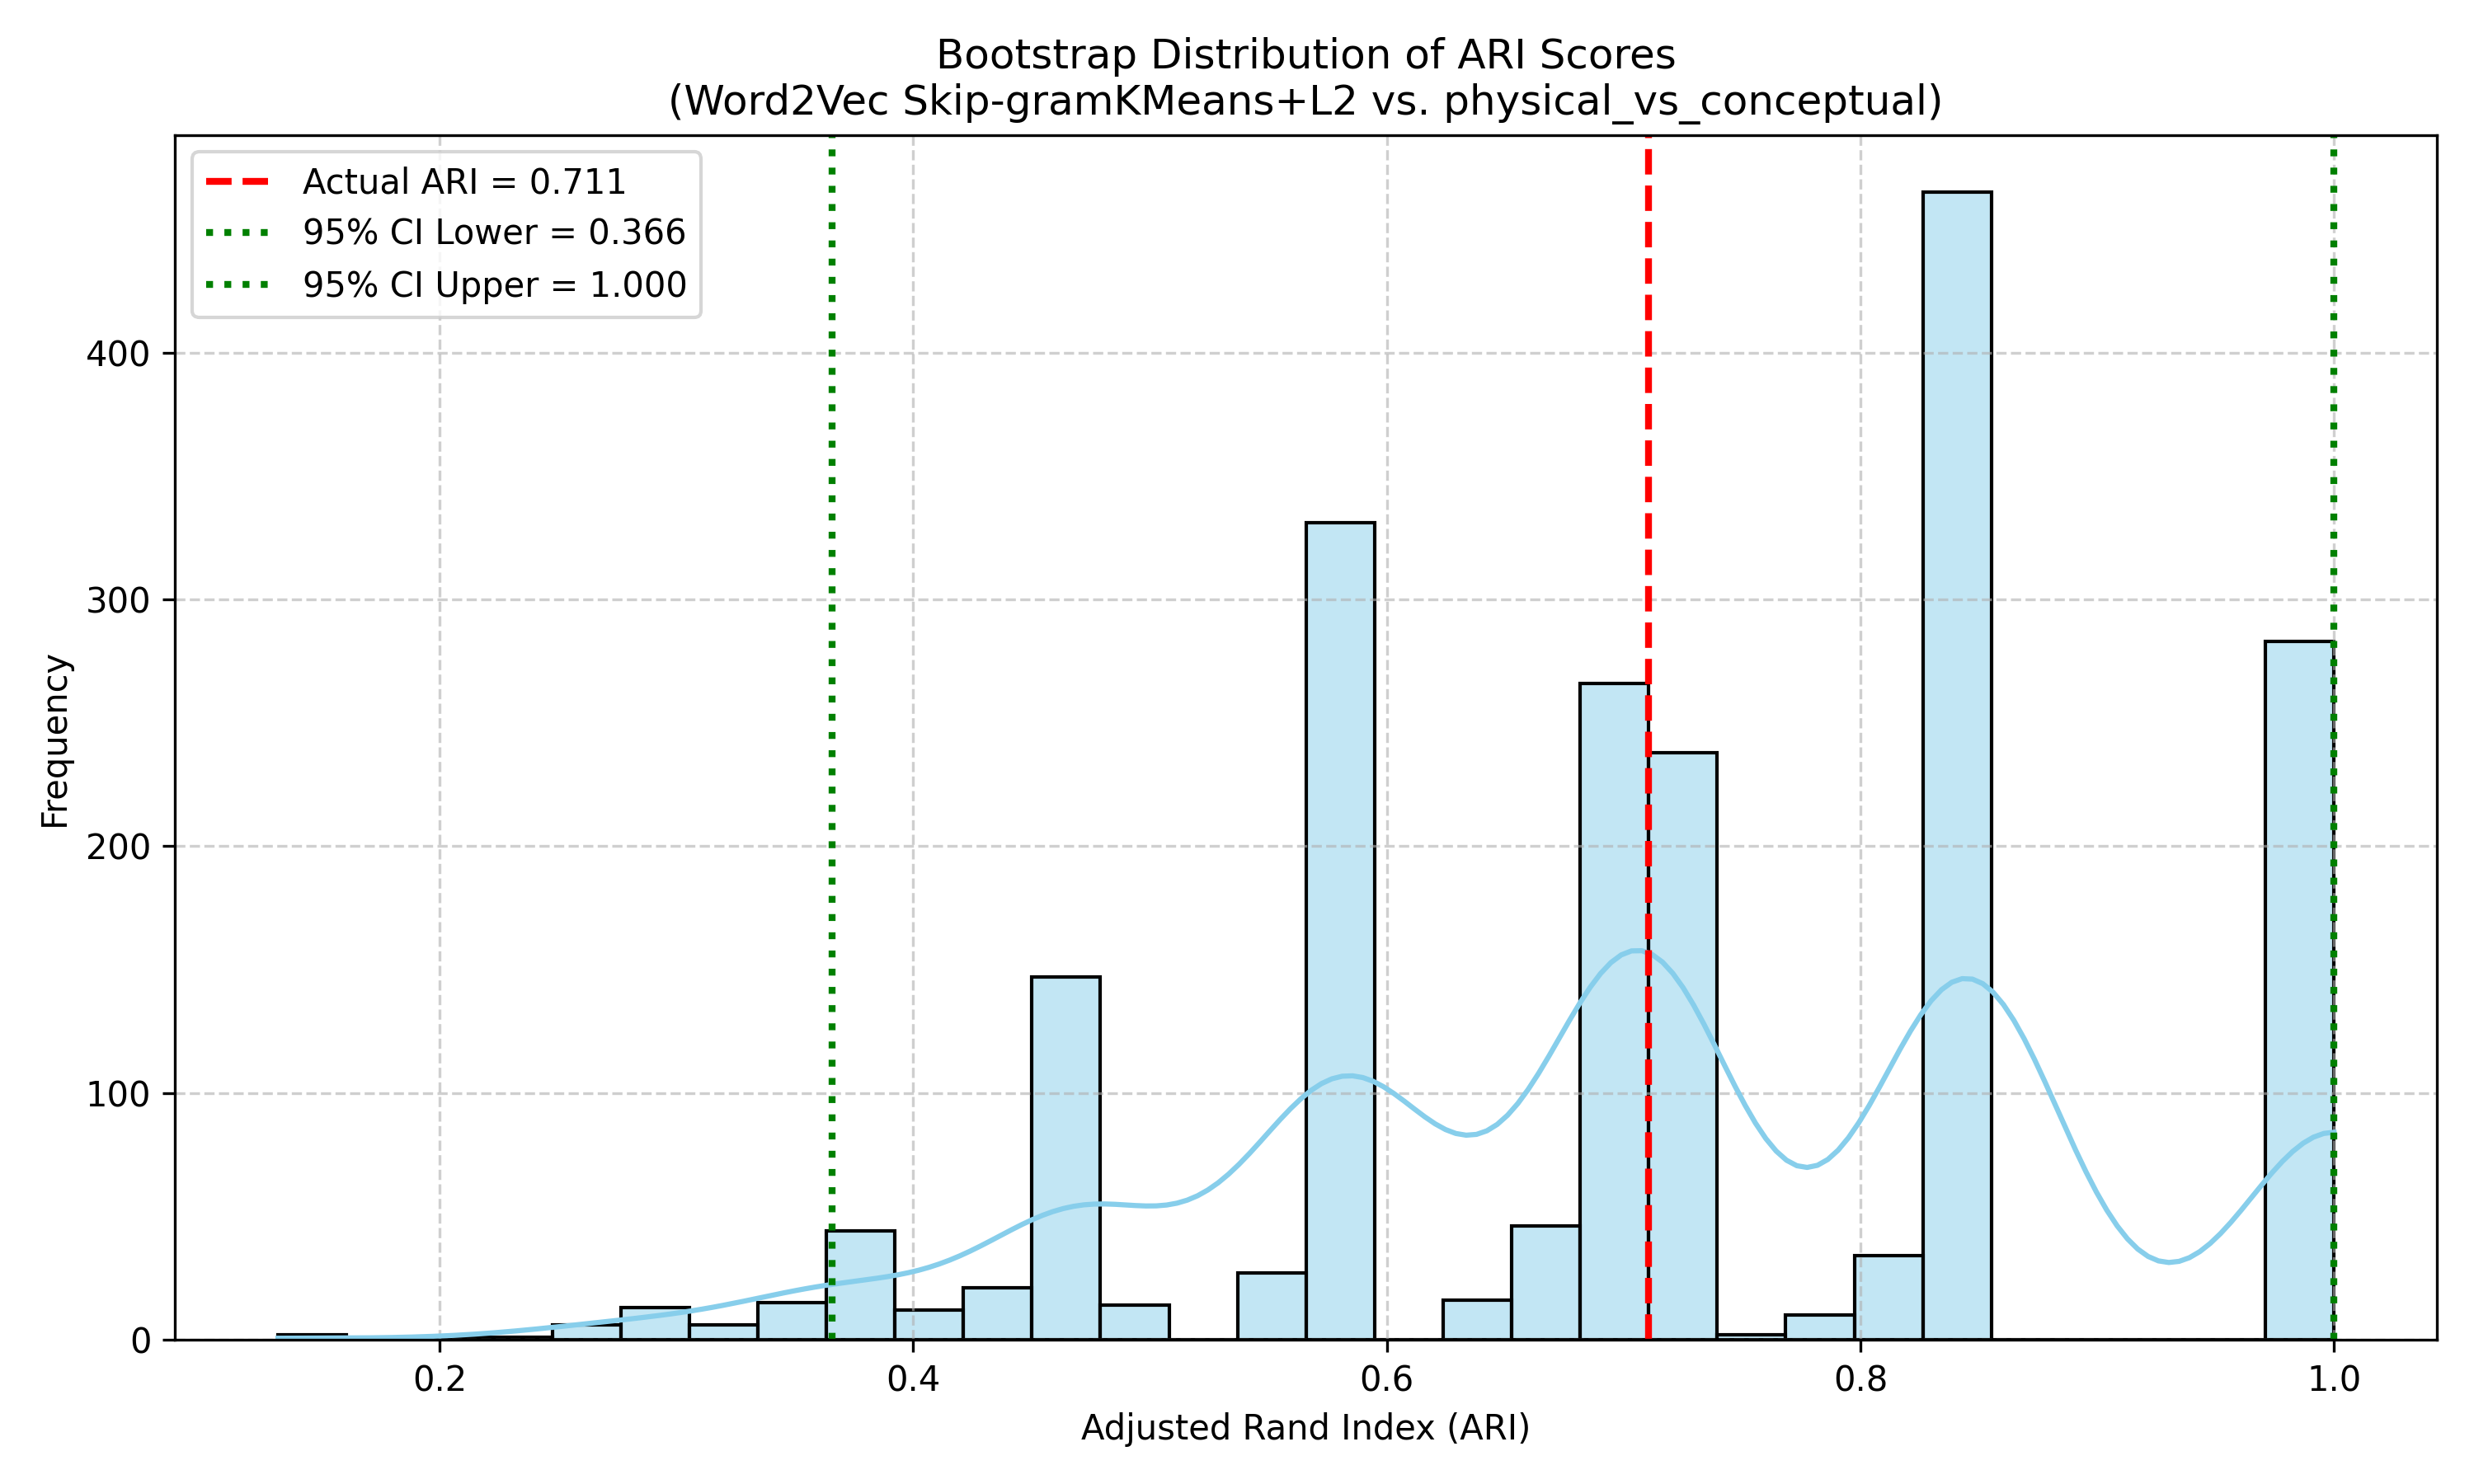 Bootstrap Distribution of ARI Scores
(Word2Vec Skip-gramKMeans+L2 vs. physical_vs_conceptual)
Actual ARI = 0.711
95% CI Lower = 0.366
95% CI Upper = 1.000
Frequency
400
300
200
100
0
0.2
0.4
0.6
0.8
1.0
Adjusted Rand Index (ARI)